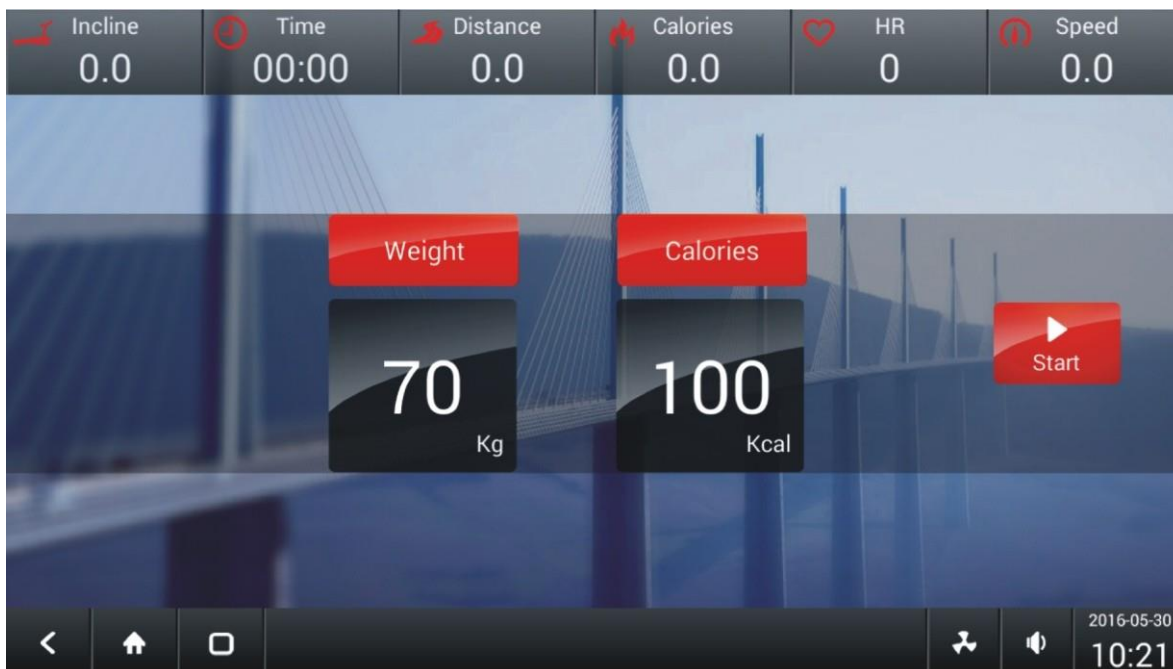 Incline Time Distance Calories HR Speed
0.0 00:00 0.0 0.0 0 0.0
Weight Calories
70 100
Kg Kcal
Start
2016-05-30
10:21